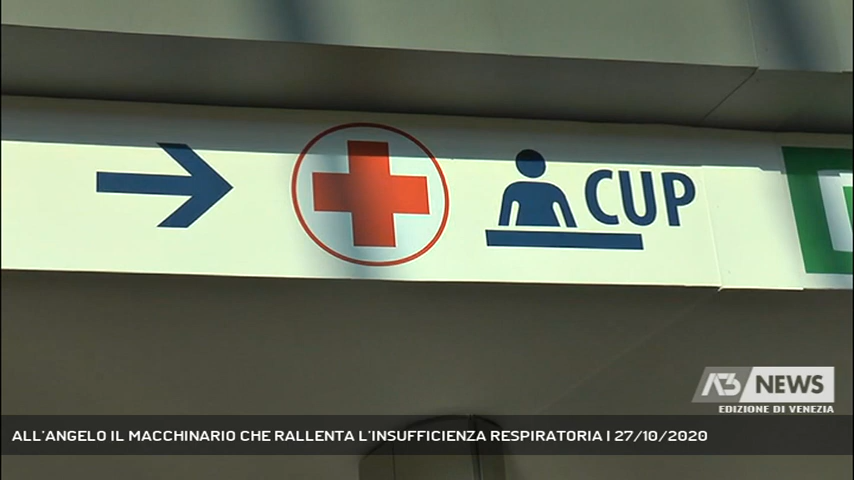 CUP
A3 NEWS
EDIZIONE DI VENEZIA
ALL'ANGELO IL MACCHINARIO CHE RALLENTA L'INSUFFICIENZA RESPIRATORIA | 27/10/2020